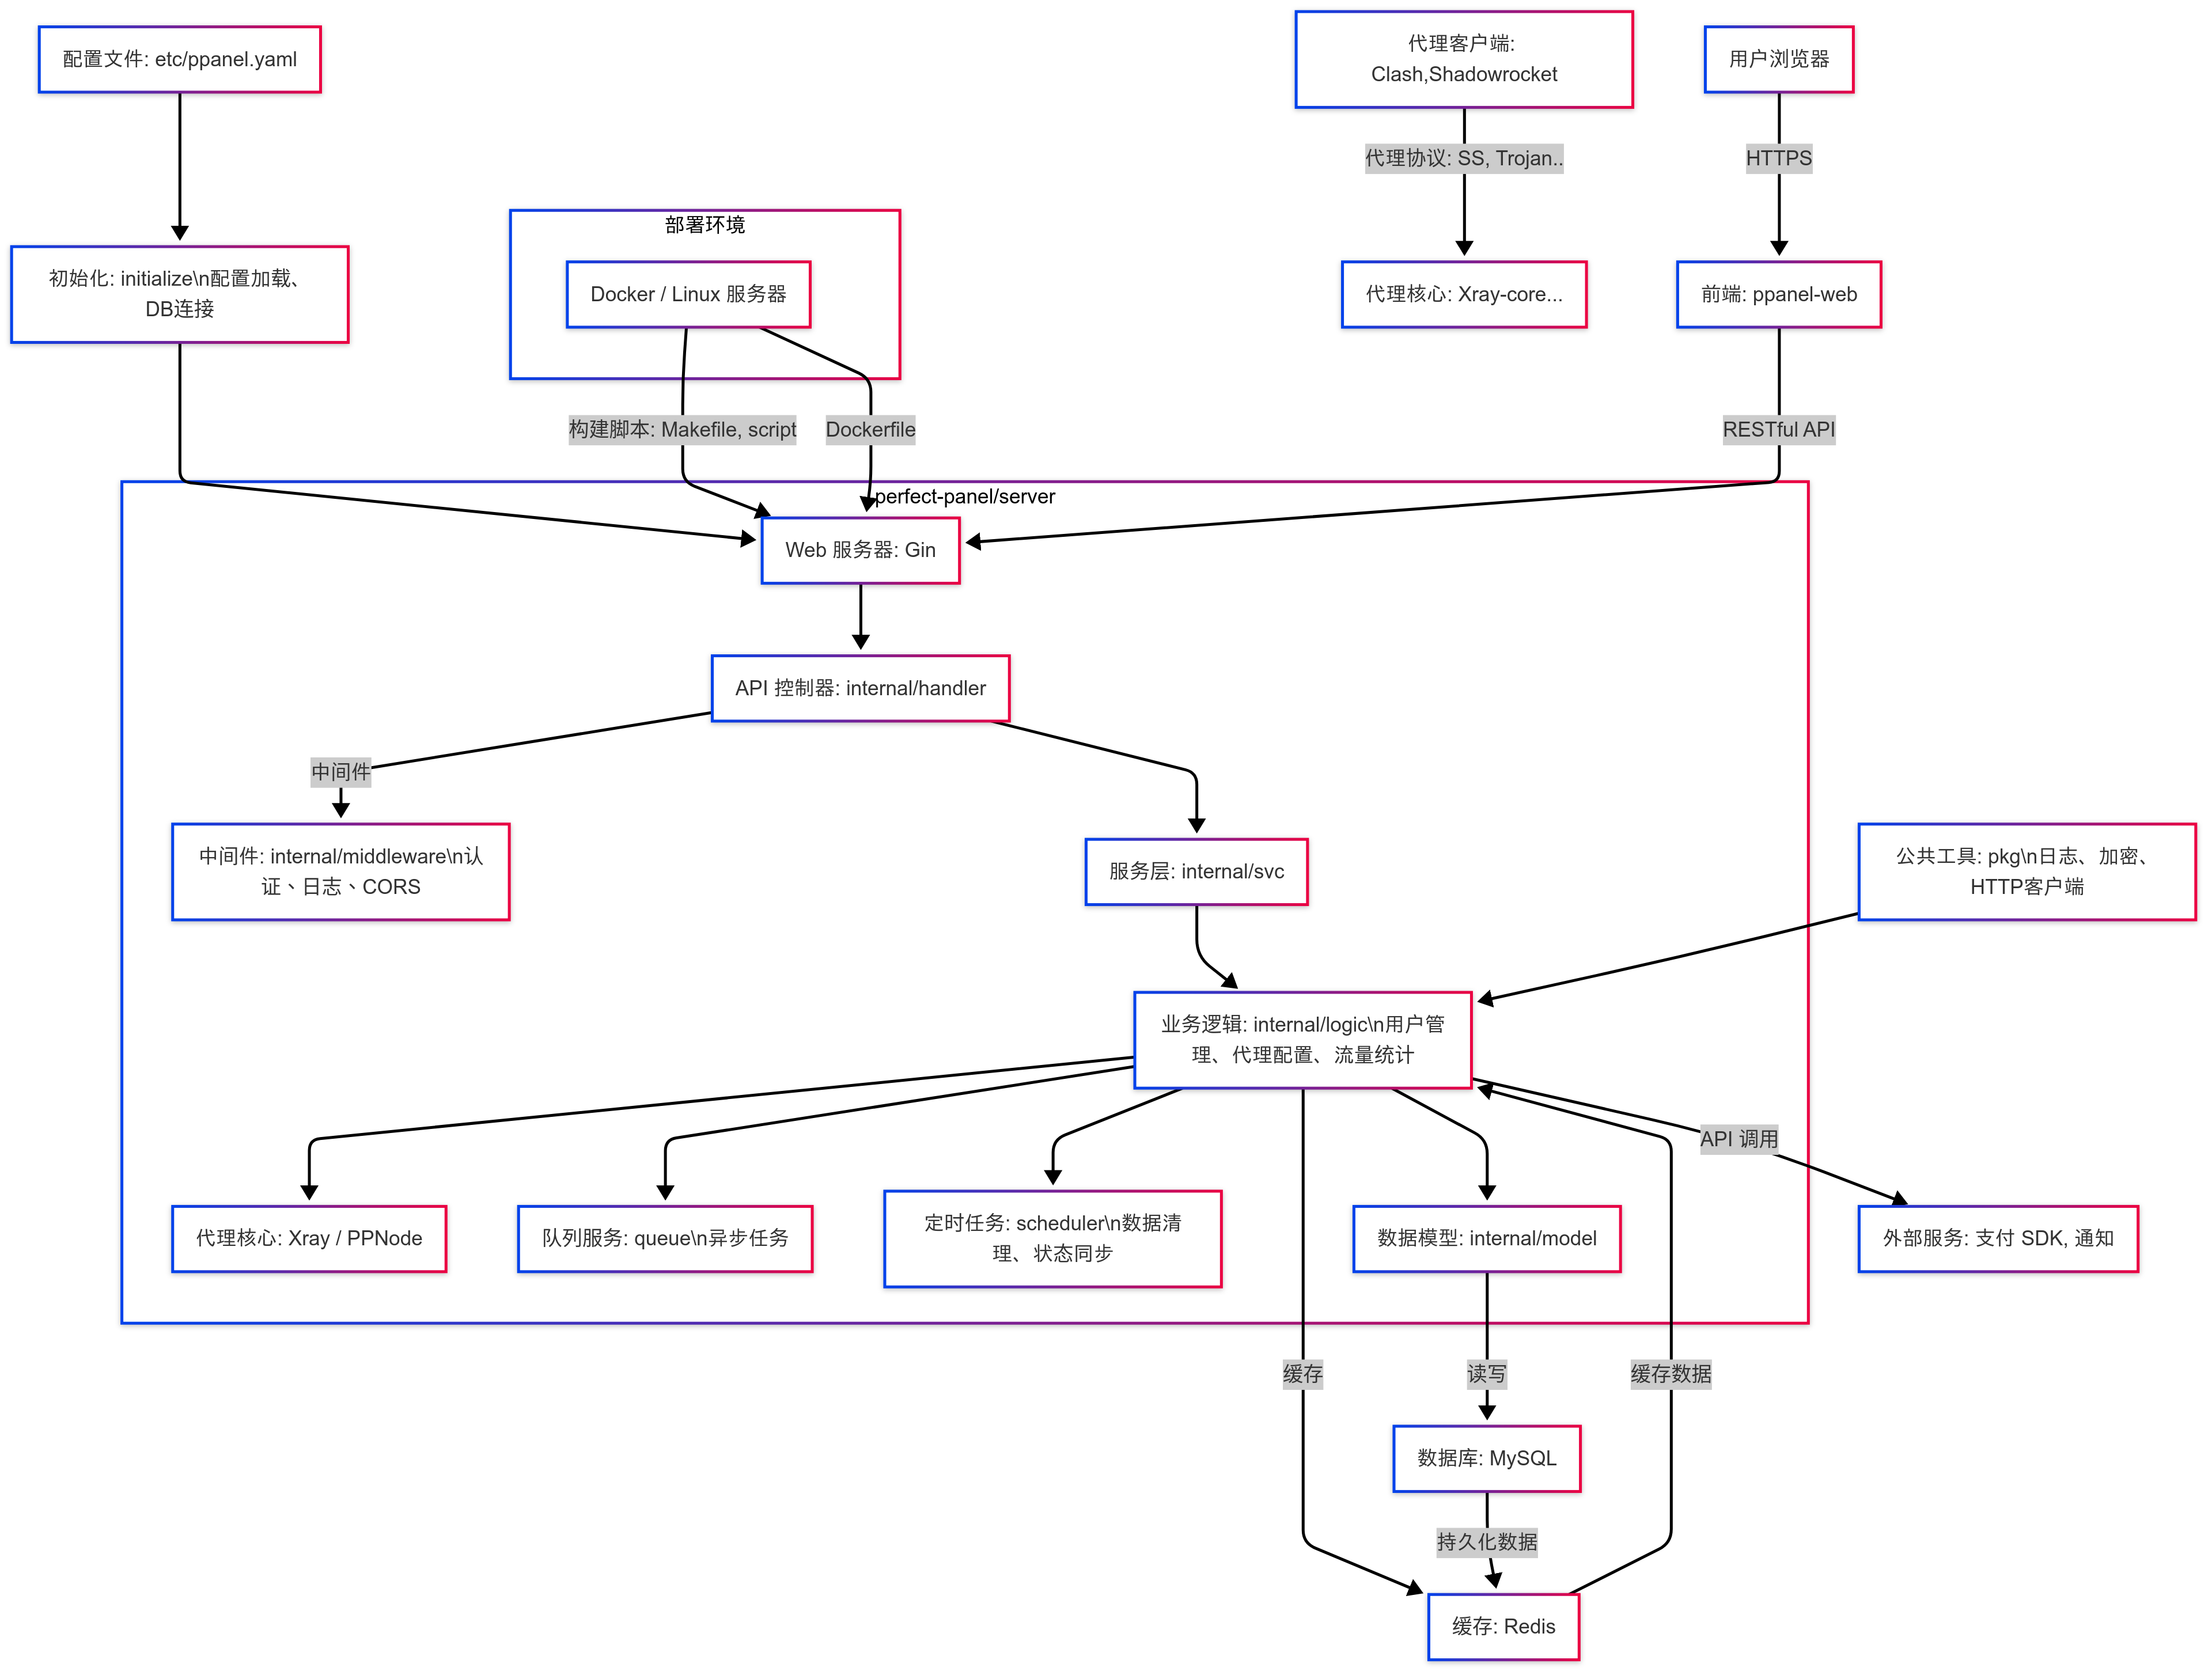 配置文件: etc/ppanel.yaml
代理客户端:
Clash,Shadowrocket
用户浏览器
代理协议: SS, Trojan..
HTTPS
部署环境
初始化: initialize\n配置加载、
DB连接
Docker / Linux 服务器
代理核心: Xray-core...
前端: ppanel-web
构建脚本: Makefile, script
Dockerfile
RESTful API
perfect-panel/server
Web 服务器: Gin
API 控制器: internal/handler
中间件
中间件: internal/middleware\n认
证、日志、CORS
服务层: internal/svc
公共工具: pkg\n日志、加密、
HTTP客户端
业务逻辑: internal/logic\n用户管
理、代理配置、流量统计
API 调用
代理核心: Xray / PPNode
队列服务: queue\n异步任务
定时任务: scheduler\n数据清
理、状态同步
数据模型: internal/model
外部服务: 支付 SDK, 通知
缓存
读写
缓存数据
数据库: MySQL
持久化数据
缓存: Redis